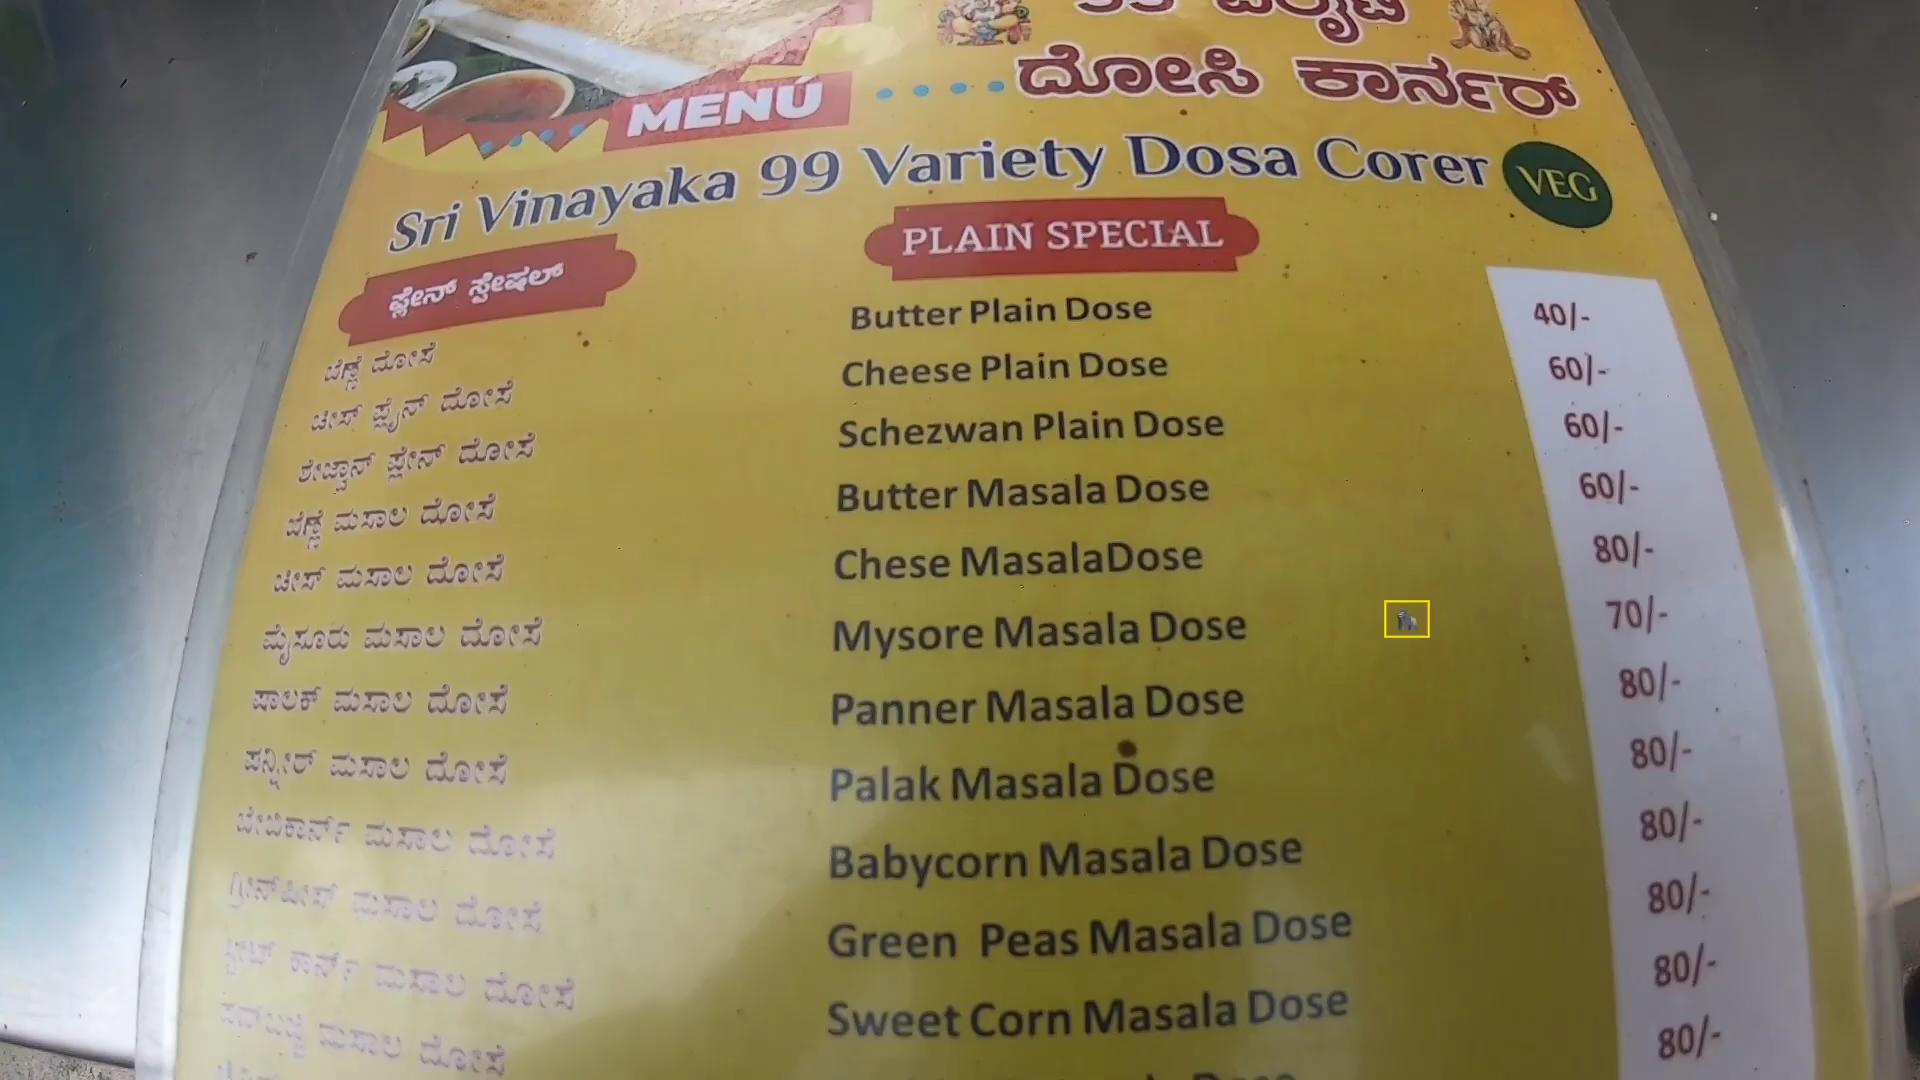 ದೋಸಿ ಕಾರ್ನರ್
MENU
Sri Vinayaka 99 Variety Dosa Corer
VEG
ಪ್ಲೇನ್ ಸ್ಪೇಷಲ್
PLAIN SPECIAL
ಬೆಣ್ಣೆ ದೋಸೆ Butter Plain Dose 40/-
ಚೀಸ್ ಪ್ಲೈನ್ ದೋಸೆ Cheese Plain Dose 60/-
ಶೇಜ್ವಾನ್ ಪ್ಲೇನ್ ದೋಸೆ Schezwan Plain Dose 60/-
ಬೆಣ್ಣೆ ಮಸಾಲ ದೋಸೆ Butter Masala Dose 60/-
ಚೀಸ್ ಮಸಾಲ ದೋಸೆ Chese MasalaDose 80/-
ಮೈಸೂರು ಮಸಾಲ ದೋಸೆ Mysore Masala Dose 70/-
ಪಾಲಕ್ ಮಸಾಲ ದೋಸೆ Panner Masala Dose 80/-
ಪನ್ನೀರ್ ಮಸಾಲ ದೋಸೆ Palak Masala Dose 80/-
ಬೇಬಿಕಾರ್ನ್ ಮಸಾಲ ದೋಸೆ Babycorn Masala Dose 80/-
ಗ್ರೀನ್‌ಪೀಸ್ ಮಸಾಲ ದೋಸೆ Green Peas Masala Dose 80/-
ಕಾರ್ನ್ ಮಸಾಲ ದೋಸೆ Sweet Corn Masala Dose 80/-
ಮಸಾಲ ದೋಸೆ 80/-